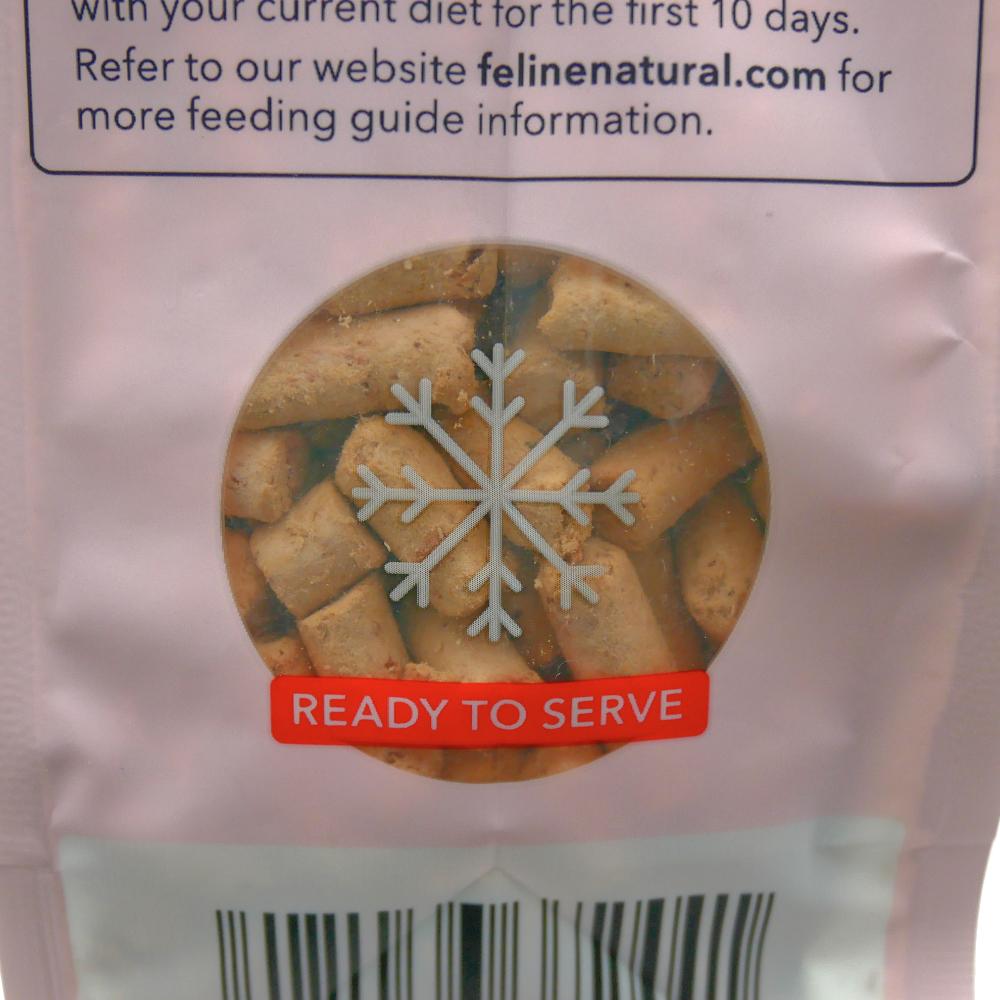 with your current diet for the first 10 days.
Refer to our website felinenatural.com for
more feeding guide information.
READY TO SERVE